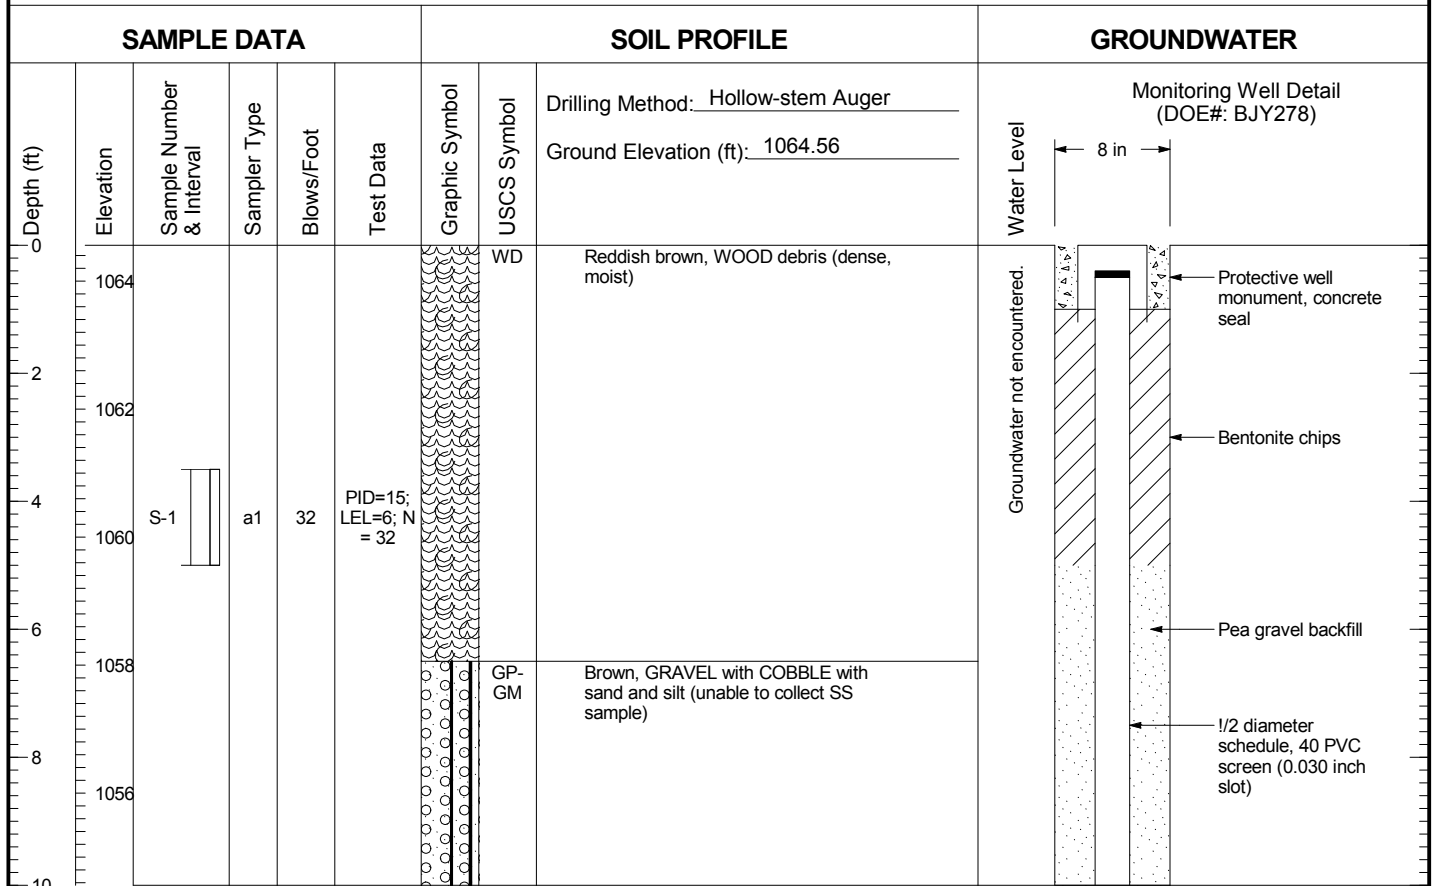 SAMPLE DATA
SOIL PROFILE
GROUNDWATER
Depth (ft)
Elevation
Sample Number
& Interval
Sampler Type
Blows/Foot
Test Data
Graphic Symbol
USCS Symbol
Drilling Method: Hollow-stem Auger
Ground Elevation (ft): 1064.56
Water Level
Monitoring Well Detail
(DOE#: BJY278)
8 in
0
2
4
6
8
10
1064
1062
1060
1058
1056
S-1
a1
32
PID=15;
LEL=6; N
= 32
WD
Reddish brown, WOOD debris (dense,
moist)
GP-
GM
Brown, GRAVEL with COBBLE with
sand and silt (unable to collect SS
sample)
Groundwater not encountered.
Protective well
monument, concrete
seal
Bentonite chips
Pea gravel backfill
!/2 diameter
schedule, 40 PVC
screen (0.030 inch
slot)